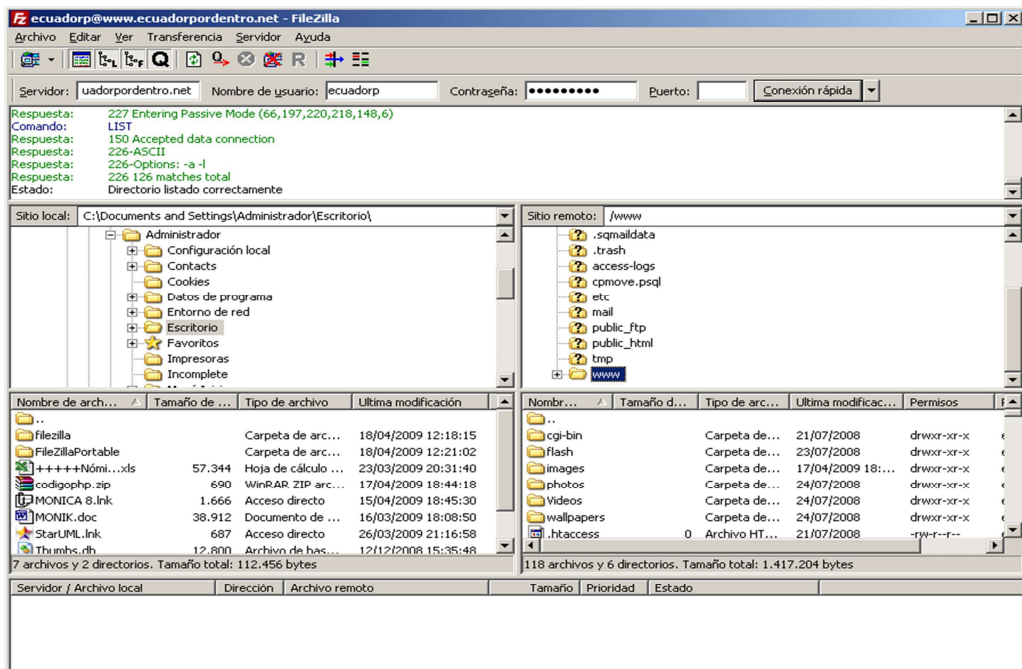 ecuadorp@www.ecuadorpordentro.net - FileZilla
Archivo Editar Ver Transferencia Servidor Ayuda
Servidor: uadorpordentro.net Nombre de usuario: ecuadorp Contraseña: ●●●●●●●●● Puerto: Conexión rápida
Respuesta: 227 Entering Passive Mode (66,197,220,218,148,6)
Comando: LIST
Respuesta: 150 Accepted data connection
Respuesta: 226-ASCII
Respuesta: 226-Options: -a -l
Respuesta: 226 126 matches total
Estado: Directorio listado correctamente
Sitio local: C:\Documents and Settings\Administrador\Escritorio\
Administrador
Configuración local
Contacts
Cookies
Datos de programa
Entorno de red
Escritorio
Favoritos
Impresoras
Incomplete
Sitio remoto: /www
.sqmaildata
.trash
access-logs
cpmove.psql
etc
mail
public_ftp
public_html
tmp
www
Nombre de arch... Tamaño de ... Tipo de archivo Ultima modificación
..
filezilla Carpeta de arc... 18/04/2009 12:18:15
FileZillaPortable Carpeta de arc... 18/04/2009 12:21:02
+++++Nómi...xls 57.344 Hoja de cálculo ... 23/03/2009 20:31:40
codigophp.zip 690 WinRAR ZIP arc... 17/04/2009 18:44:18
MONICA 8.lnk 1.666 Acceso directo 15/04/2009 18:45:30
MONIK.doc 38.912 Documento de ... 16/03/2009 18:08:50
StarUML.lnk 687 Acceso directo 26/03/2009 21:16:58
Thumbs.db 12.800 Archivo de bas... 12/12/2008 15:35:48
7 archivos y 2 directorios. Tamaño total: 112.456 bytes
Nombr... Tamaño d... Tipo de arc... Ultima modificac... Permisos
..
cgi-bin Carpeta de... 21/07/2008 drwxr-xr-x
flash Carpeta de... 23/07/2008 drwxr-xr-x
images Carpeta de... 17/04/2009 18:... drwxr-xr-x
photos Carpeta de... 24/07/2008 drwxr-xr-x
Videos Carpeta de... 24/07/2008 drwxr-xr-x
wallpapers Carpeta de... 24/07/2008 drwxr-xr-x
.htaccess 0 Archivo HT... 21/07/2008 -rw-r--r--
118 archivos y 6 directorios. Tamaño total: 1.417.204 bytes
Servidor / Archivo local Dirección Archivo remoto Tamaño Prioridad Estado